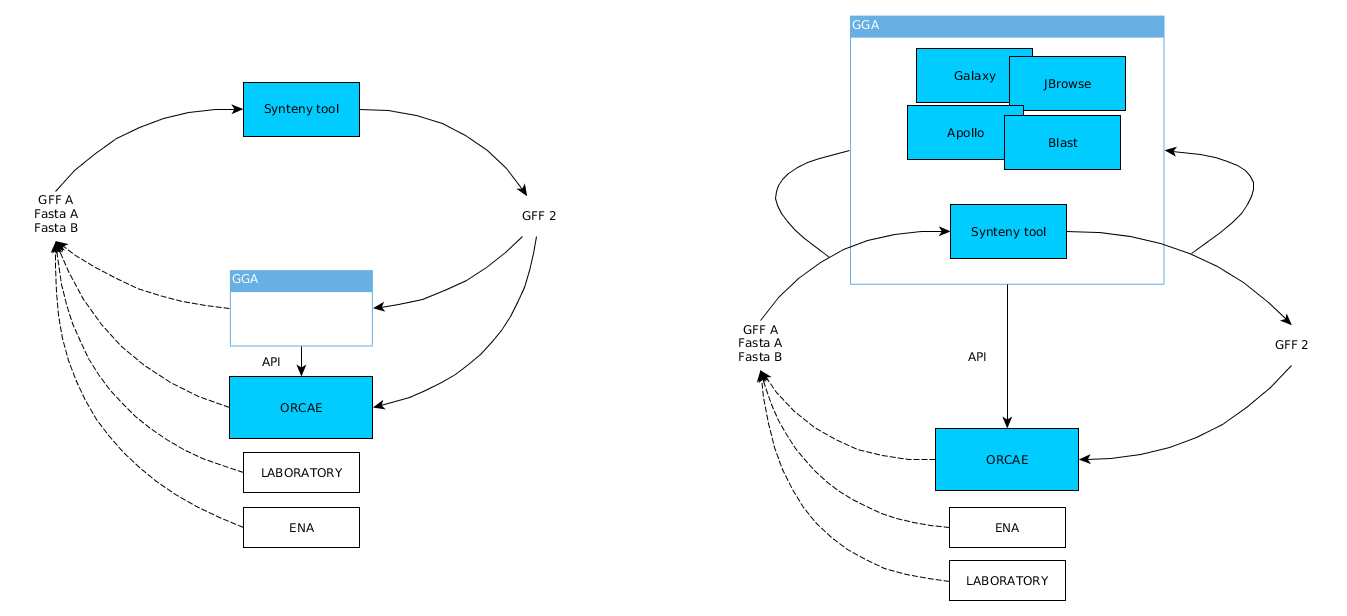 Synteny tool
GFF A
Fasta A
Fasta B
GFF 2
GGA
API
ORCAE
LABORATORY
ENA
GGA
Galaxy
JBrowse
Apollo
Blast
Synteny tool
GFF A
Fasta A
Fasta B
GFF 2
API
ORCAE
ENA
LABORATORY